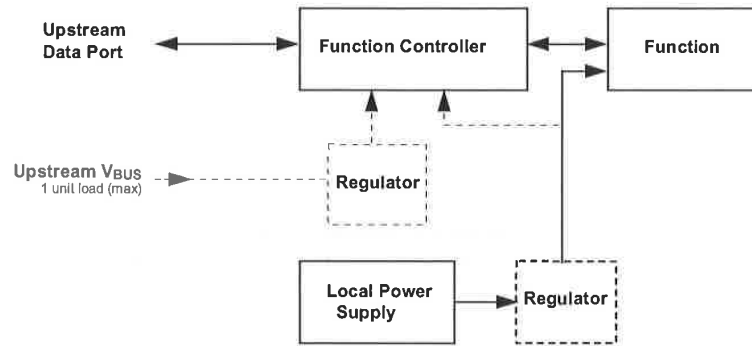 Upstream
Data Port
Function Controller
Function
Upstream VBUS
1 unit load (max)
Regulator
Local Power
Supply
Regulator